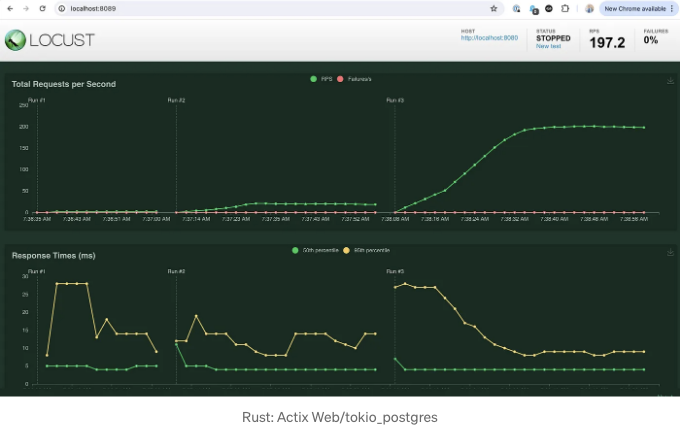 localhost:8089
New Chrome available
LOCUST
HOST
http://localhost:8089
STATUS
STOPPED
New test
RPS
197.2
FAILURES
0%
Total Requests per Second
RPS Failures/s
Run #1 Run #2 Run #3
250
200
150
100
50
0
7:36:35 AM 7:36:43 AM 7:36:51 AM 7:37:00 AM 7:37:14 AM 7:37:23 AM 7:37:35 AM 7:37:43 AM 7:37:52 AM 7:38:08 AM 7:38:16 AM 7:38:24 AM 7:38:32 AM 7:38:40 AM 7:38:48 AM 7:38:56 AM
Response Times (ms)
50th percentile 95th percentile
Run #1 Run #2 Run #3
30
25
20
15
10
5
0
Rust: Actix Web/tokio_postgres